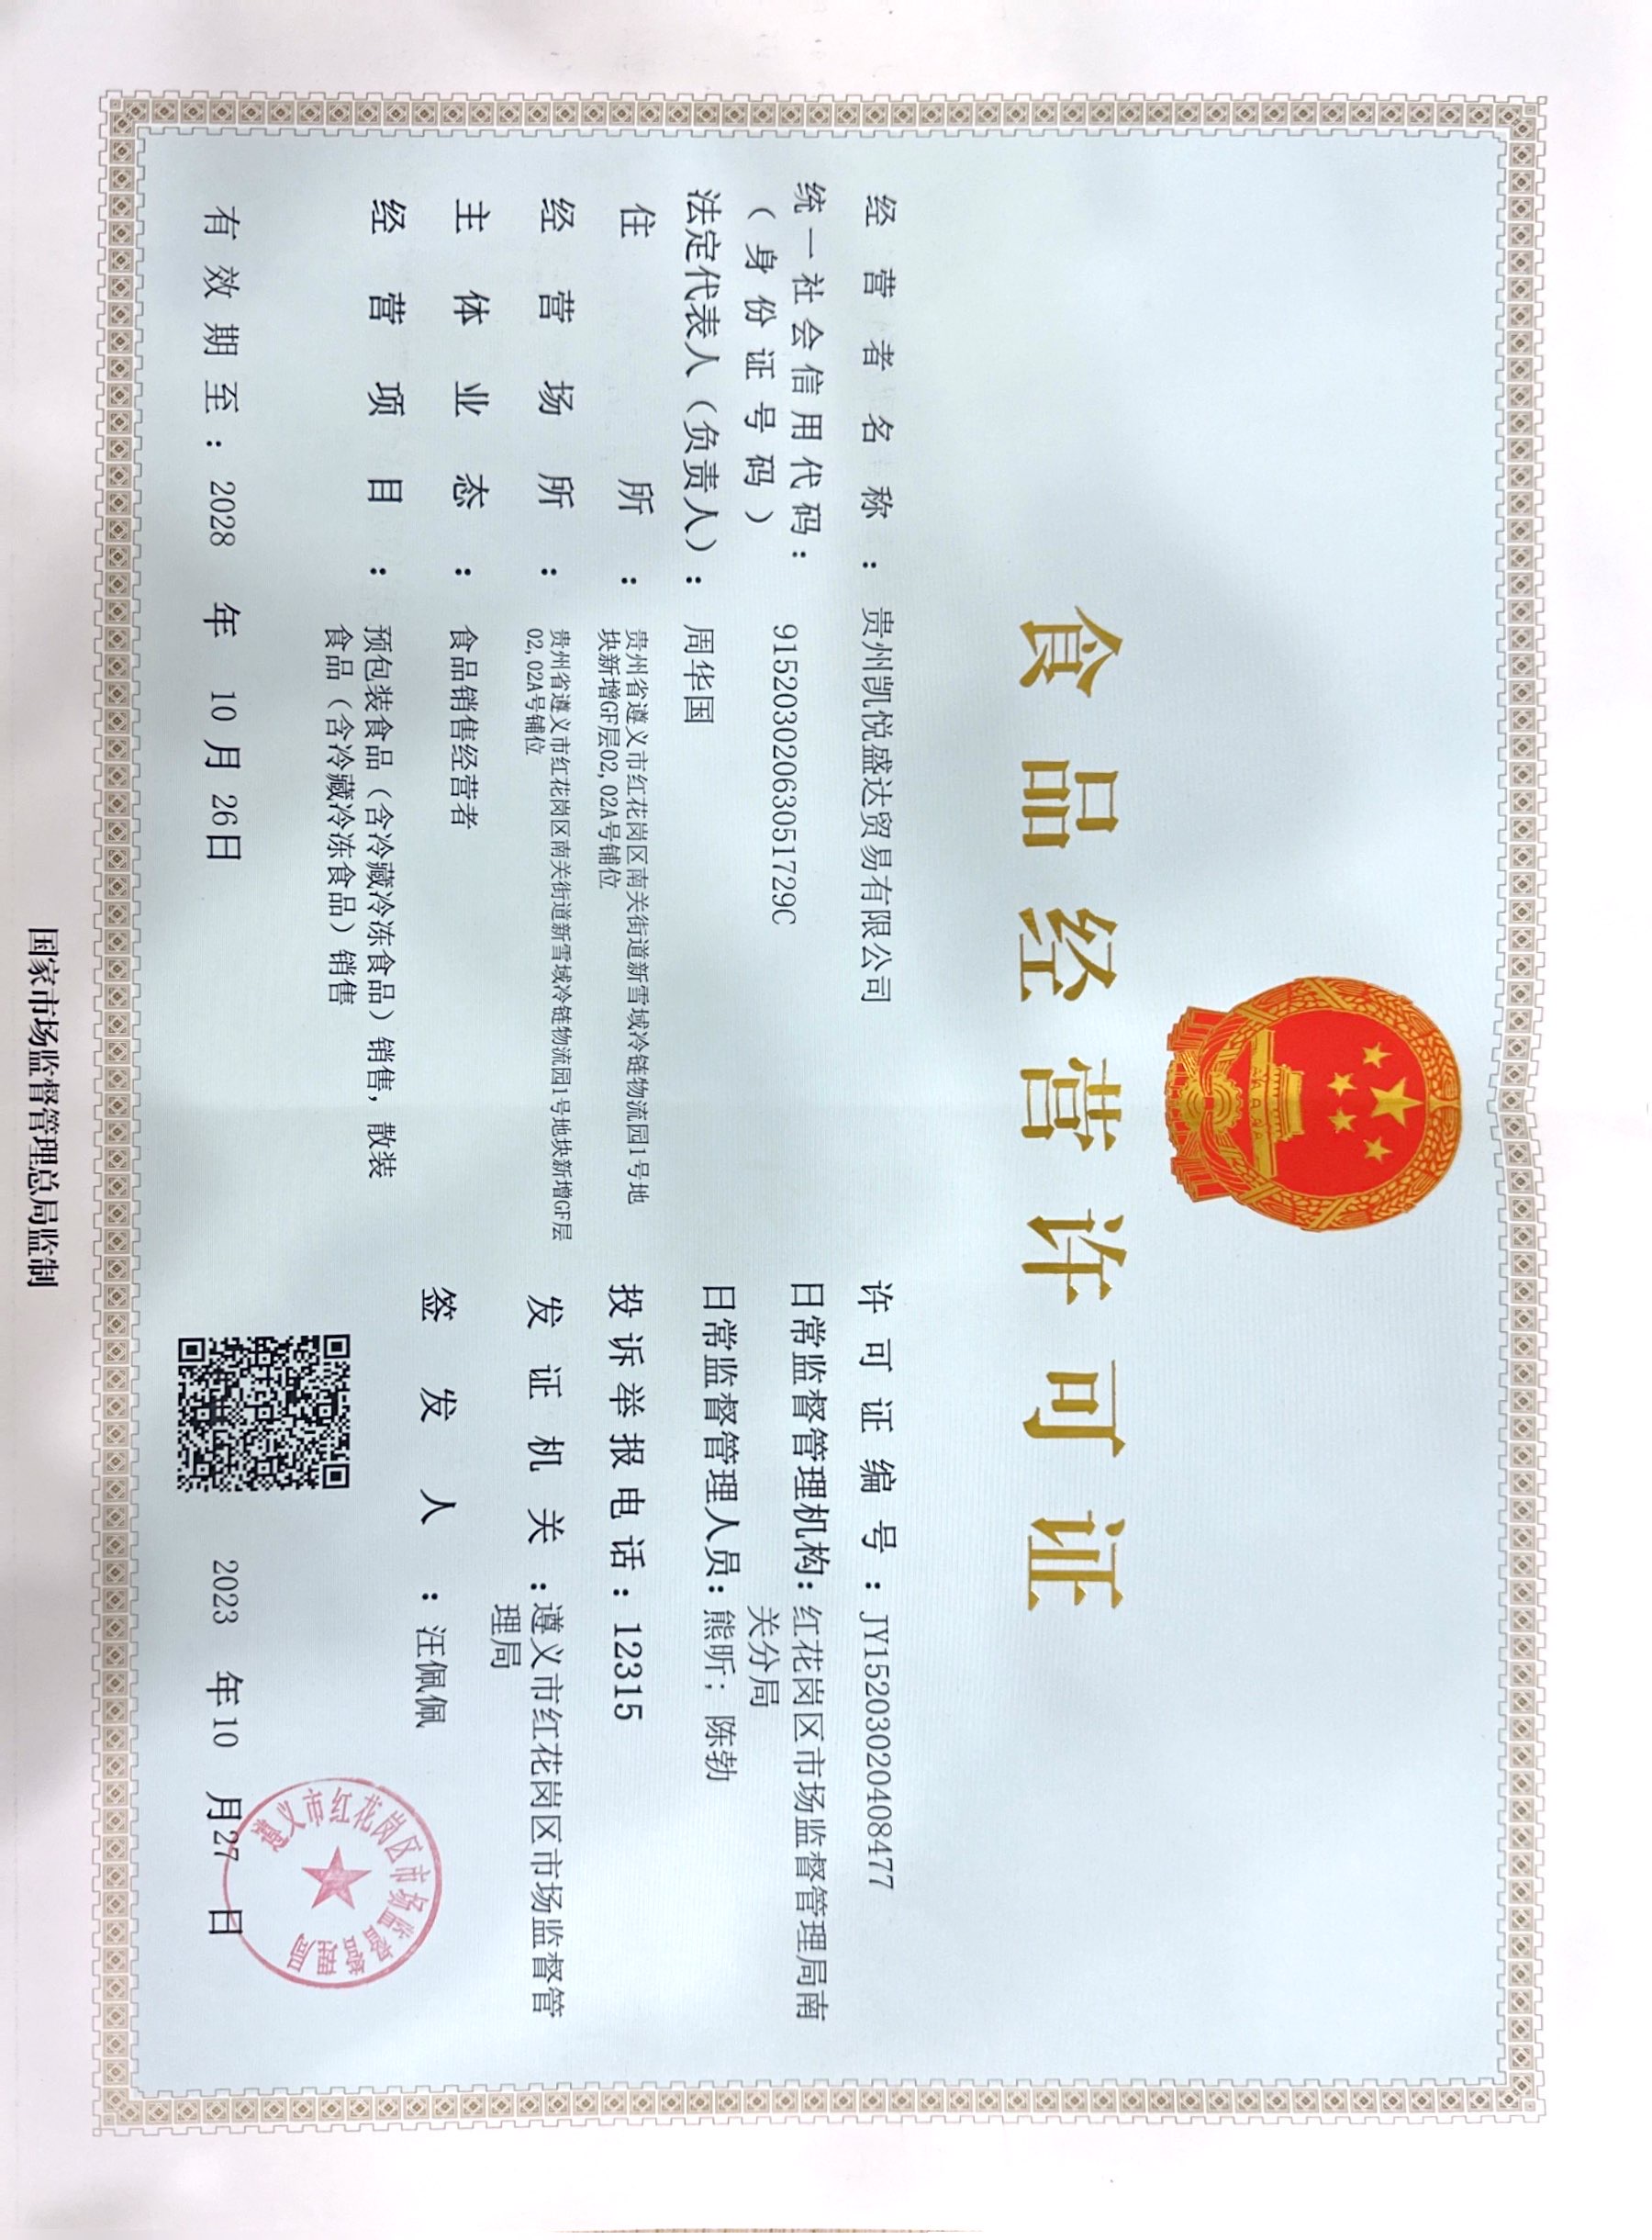 食品经营许可证
经营者名称：贵州凯悦盛达贸易有限公司
统一社会信用代码：91520302063051729C
（身份证号码）
法定代表人（负责人）：周华国
住所：贵州省遵义市红花岗区南关街道新雪域冷链物流园1号地
块新增GF层02,02A号铺位
经营场所：贵州省遵义市红花岗区南关街道新雪域冷链物流园1号地块新增GF层
02,02A号铺位
主体业态：食品销售经营者
经营项目：预包装食品（含冷藏冷冻食品）销售，散装
食品（含冷藏冷冻食品）销售
有效期至：2028年10月26日
许可证编号：JY15203020408477
日常监督管理机构：红花岗区市场监督管理局南
关分局
日常监督管理人员：熊昕；陈勃
投诉举报电话：12315
发证机关：遵义市红花岗区市场监督管
理局
签发人：汪佩佩
遵义市红花岗区市场监督管理局
2023年10月27日
国家市场监督管理总局监制